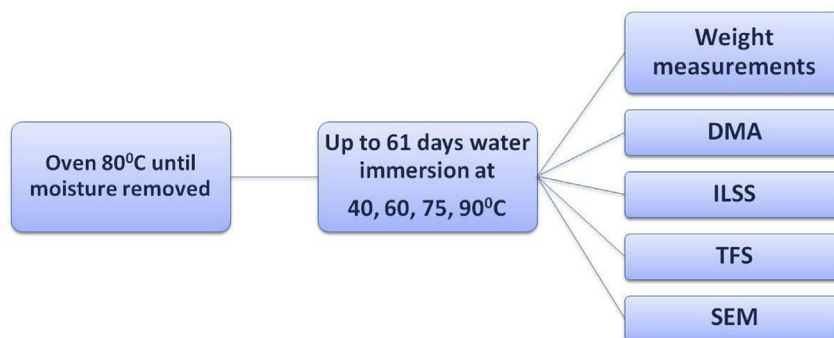 Oven 80⁰C until
moisture removed
Up to 61 days water
immersion at
40, 60, 75, 90⁰C
Weight
measurements
DMA
ILSS
TFS
SEM